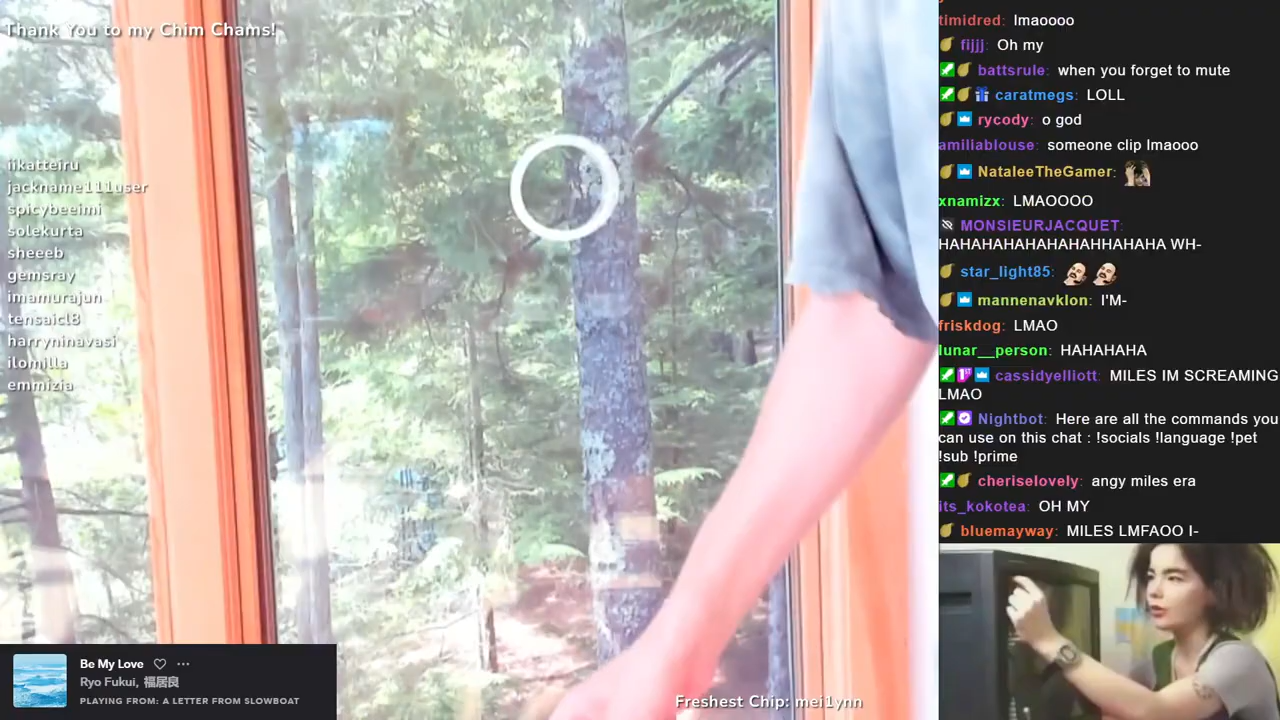 Thank You to my Chim Chams!
iikatteiru
jackname111user
spicybeeimi
solekurta
sheeeb
gemsray
imamurajun
tensaicl8
harryninavasi
ilomilla
emmizia
Be My Love
Ryo Fukui, 福居良
PLAYING FROM: A LETTER FROM SLOWBOAT
Freshest Chip: mei1ynn
timidred: lmaoooo
fijjj: Oh my
battsrule: when you forget to mute
caratmegs: LOLL
rycody: o god
amiliablouse: someone clip lmaooo
NataleeTheGamer:
xnamizx: LMAOOOO
MONSIEURJACQUET:
HAHAHAHAHAHAHAHHAHAHA WH-
star_light85:
mannenavklon: I'M-
friskdog: LMAO
lunar__person: HAHAHAHA
cassidyelliott: MILES IM SCREAMING
LMAO
Nightbot: Here are all the commands you
can use on this chat : !socials !language !pet
!sub !prime
cheriselovely: angy miles era
its_kokotea: OH MY
bluemayway: MILES LMFAOO I-